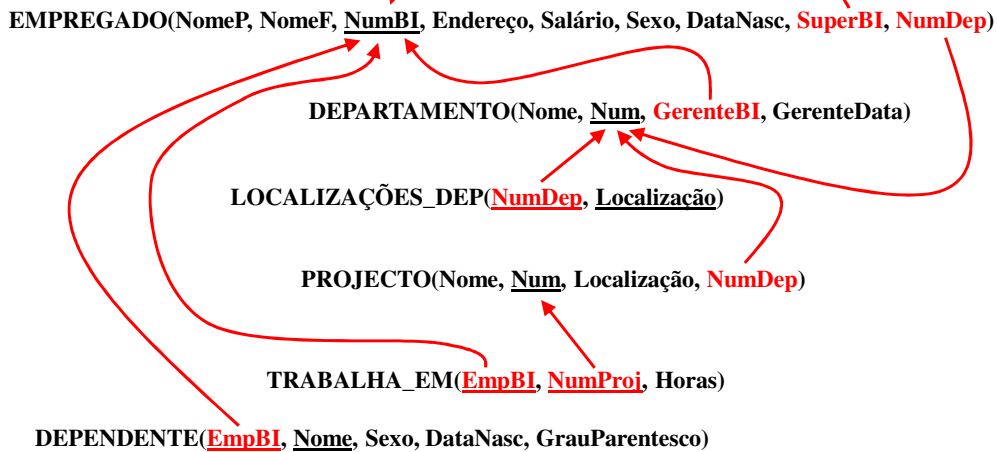 EMPREGADO(NomeP, NomeF, NumBI, Endereço, Salário, Sexo, DataNasc, SuperBI, NumDep)
DEPARTAMENTO(Nome, Num, GerenteBI, GerenteData)
LOCALIZAÇÕES_DEP(NumDep, Localização)
PROJECTO(Nome, Num, Localização, NumDep)
TRABALHA_EM(EmpBI, NumProj, Horas)
DEPENDENTE(EmpBI, Nome, Sexo, DataNasc, GrauParentesco)